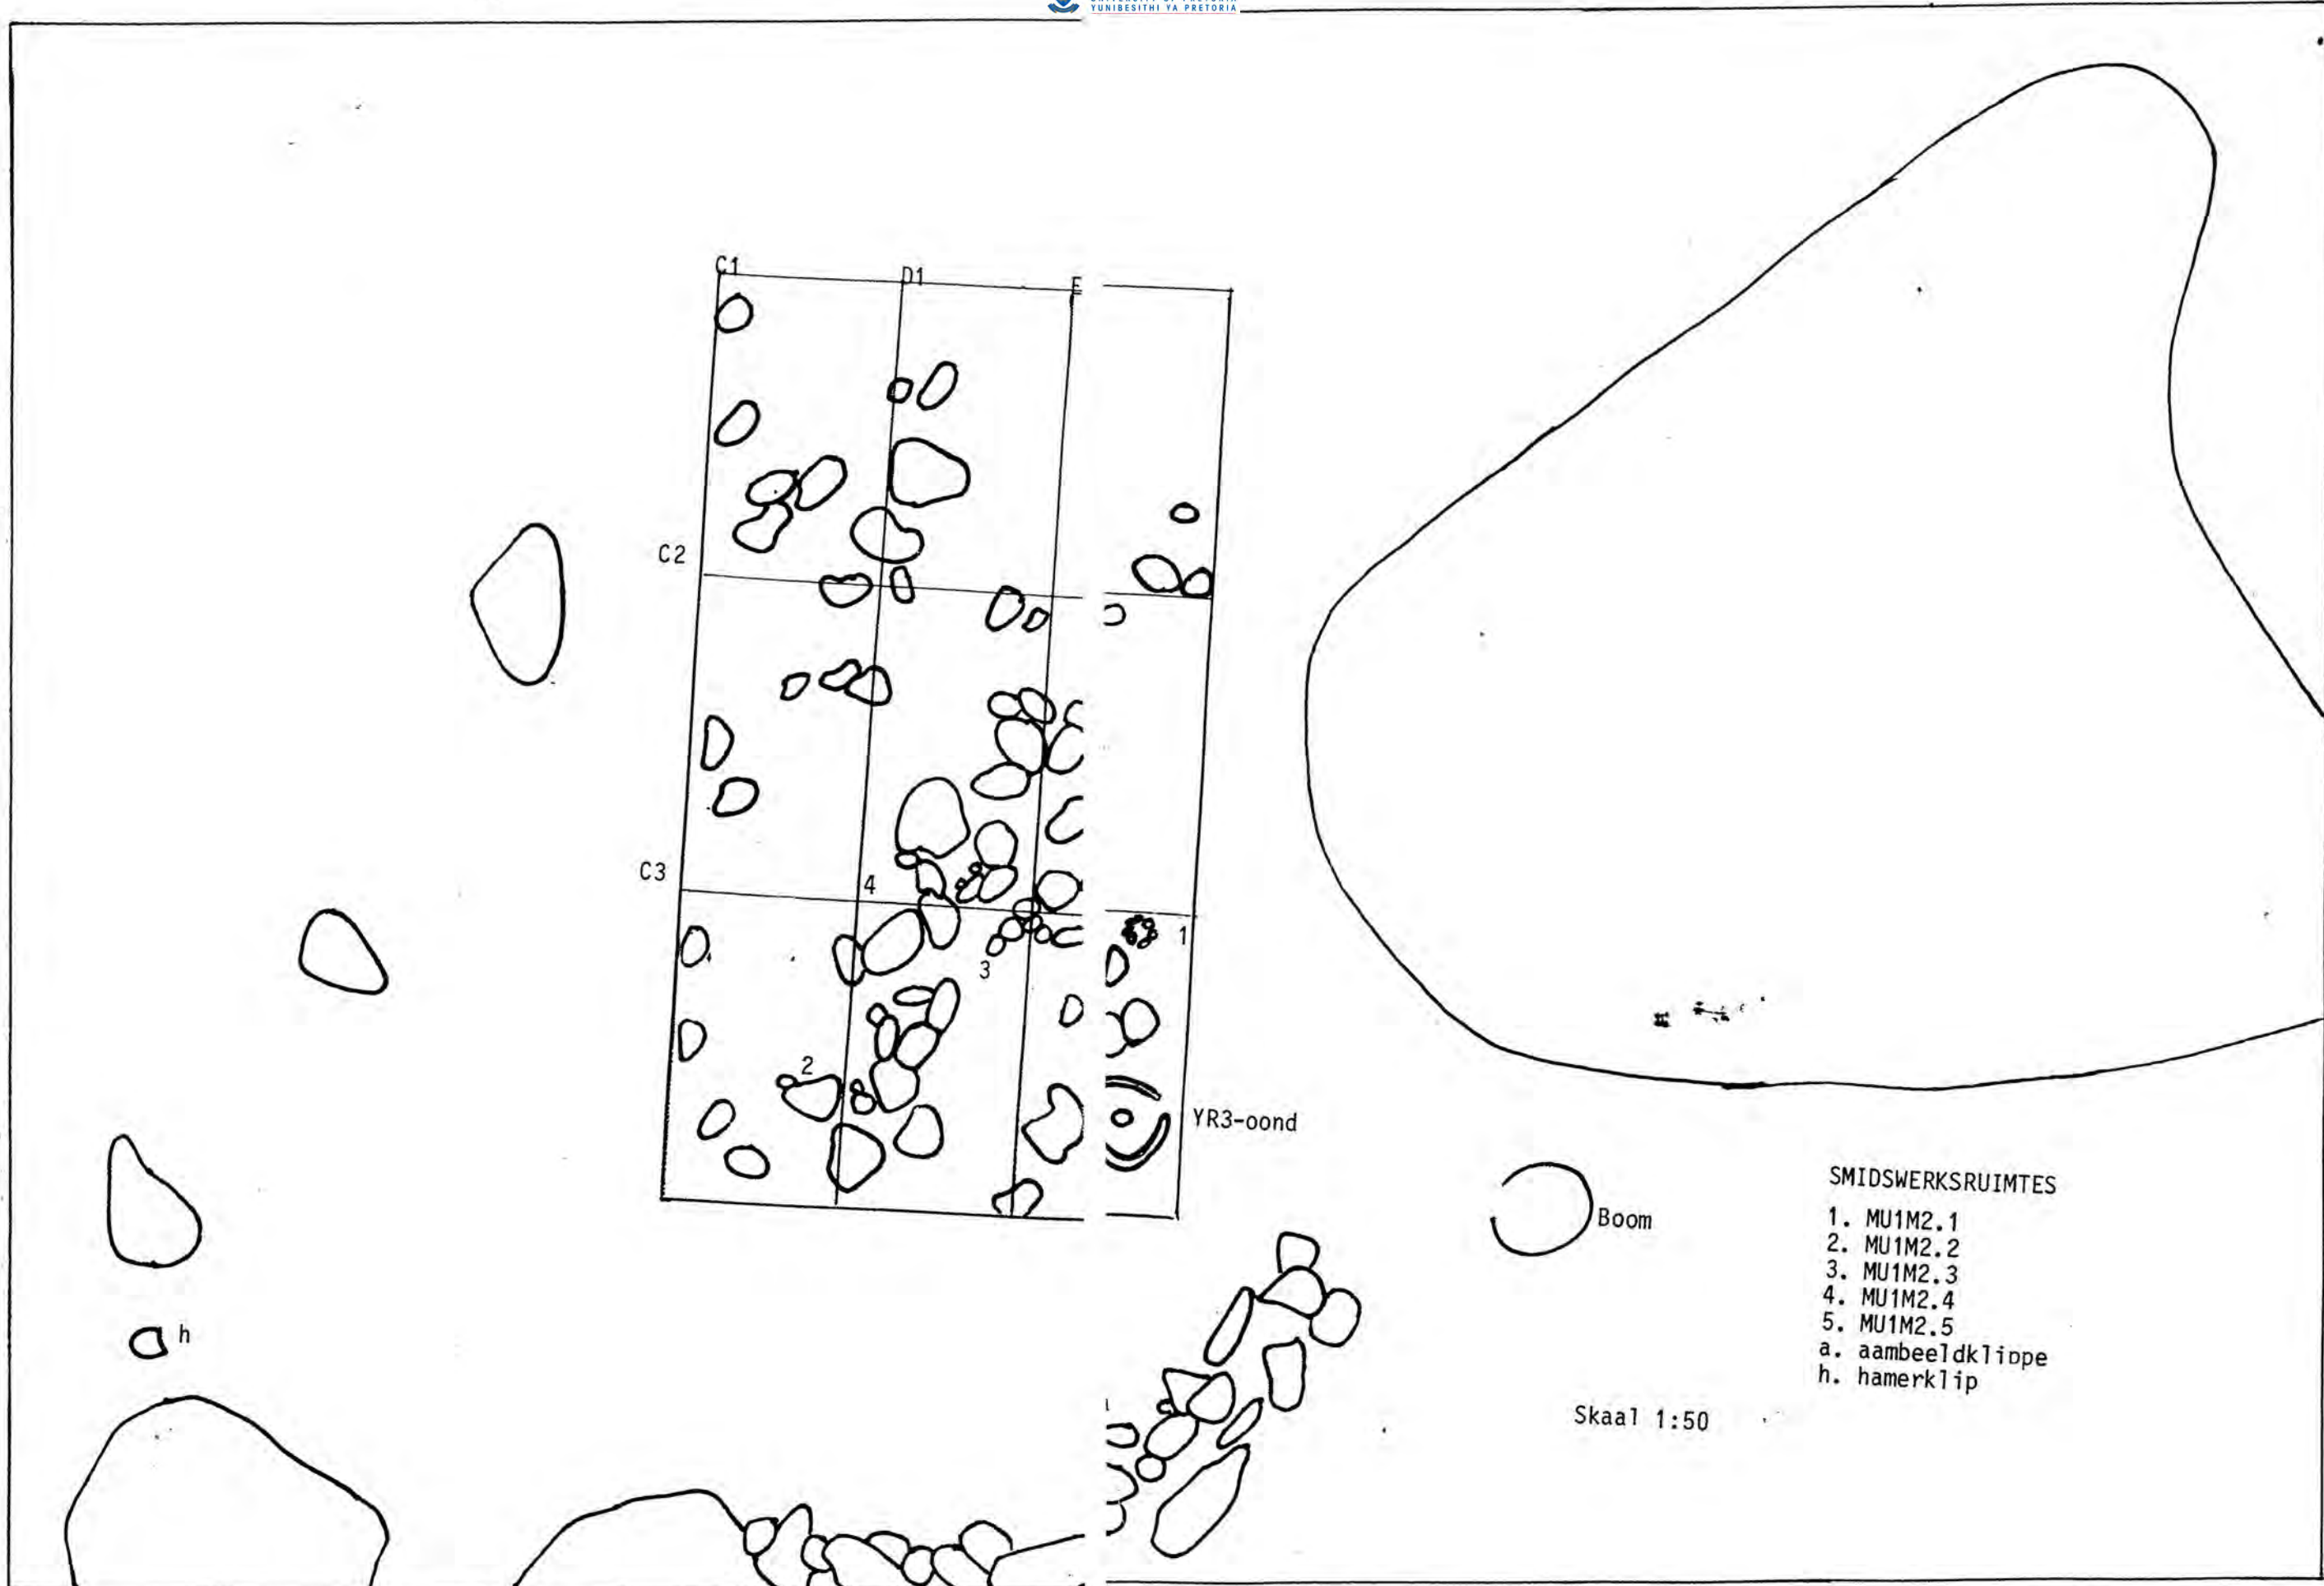 YUNIBESITHI YA PRETORIA
C1
D1
E
C2
C3
4
1
3
2
YR3-oond
h
Boom
SMIDSWERKSRUIMTES
1. MU1M2.1
2. MU1M2.2
3. MU1M2.3
4. MU1M2.4
5. MU1M2.5
a. aambeeldklippe
h. hamerklip
Skaal 1:50